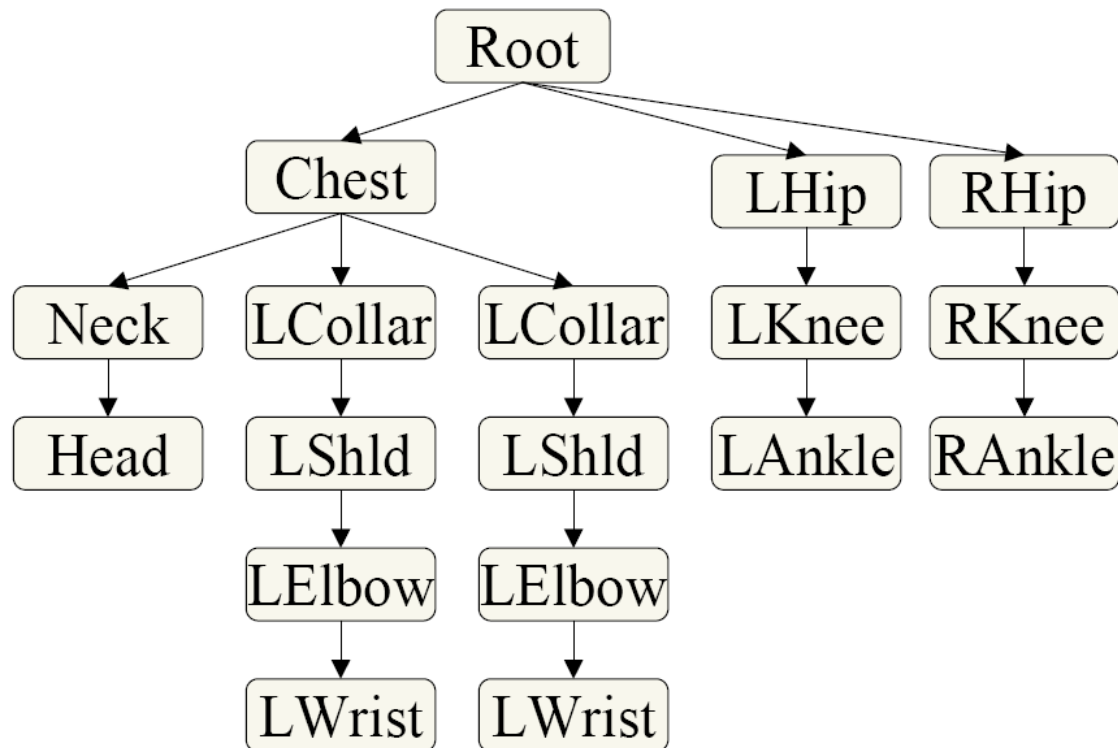 Root
Chest
LHip
RHip
Neck
LCollar
LCollar
LKnee
RKnee
Head
LShld
LShld
LAnkle
RAnkle
LElbow
LElbow
LWrist
LWrist